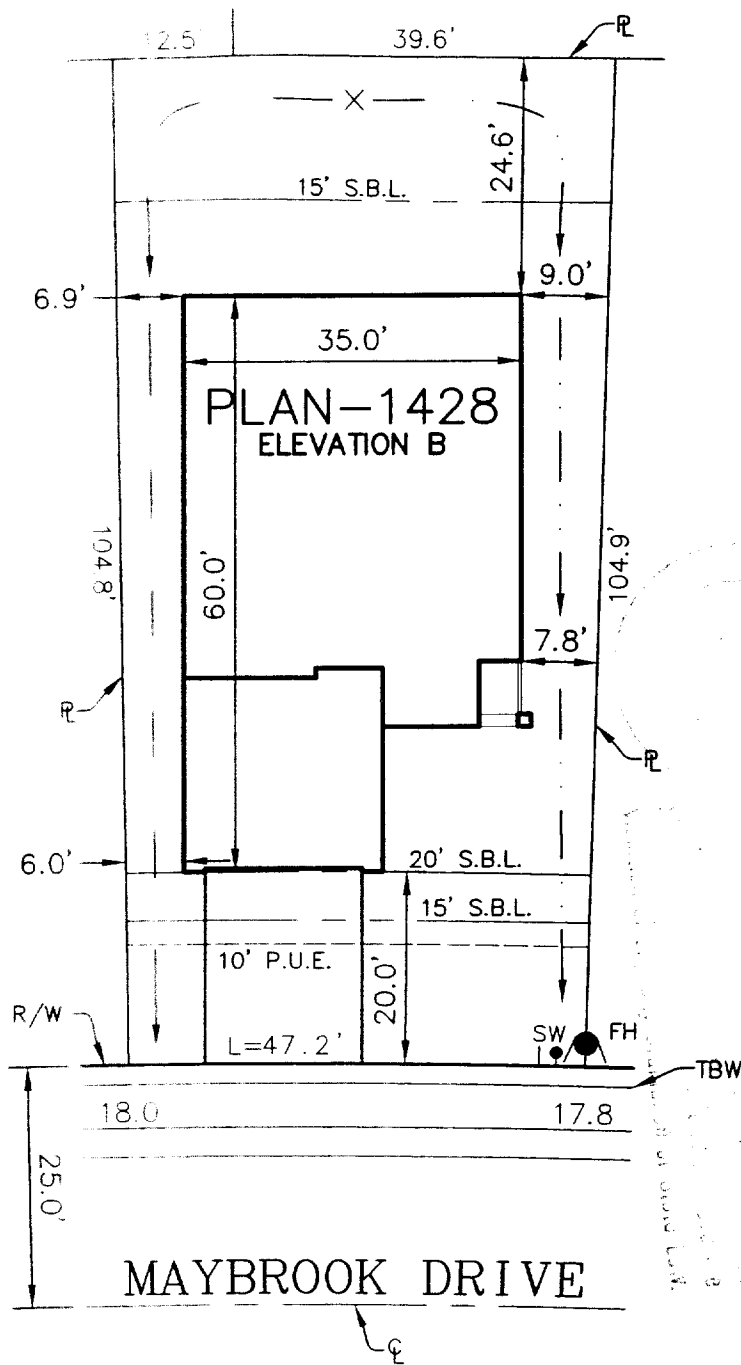 12.5' 39.6' PL
X
24.6'
15' S.B.L.
6.9' 9.0'
35.0'
PLAN-1428
ELEVATION B
104.8' 60.0' 104.9'
7.8'
PL
PL
6.0' 20' S.B.L.
15' S.B.L.
10' P.U.E. 20.0'
R/W L=47.2' SW FH
TBW
18.0 17.8
25.0'
MAYBROOK DRIVE
CL